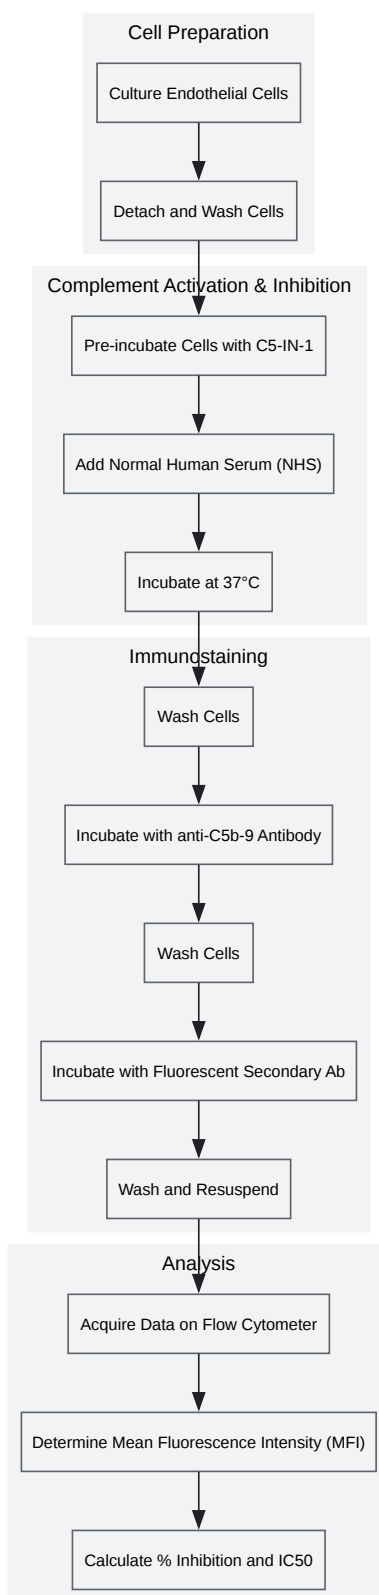 Cell Preparation
Culture Endothelial Cells
Detach and Wash Cells
Complement Activation & Inhibition
Pre-incubate Cells with C5-IN-1
Add Normal Human Serum (NHS)
Incubate at 37°C
Immunostaining
Wash Cells
Incubate with anti-C5b-9 Antibody
Wash Cells
Incubate with Fluorescent Secondary Ab
Wash and Resuspend
Analysis
Acquire Data on Flow Cytometer
Determine Mean Fluorescence Intensity (MFI)
Calculate % Inhibition and IC50